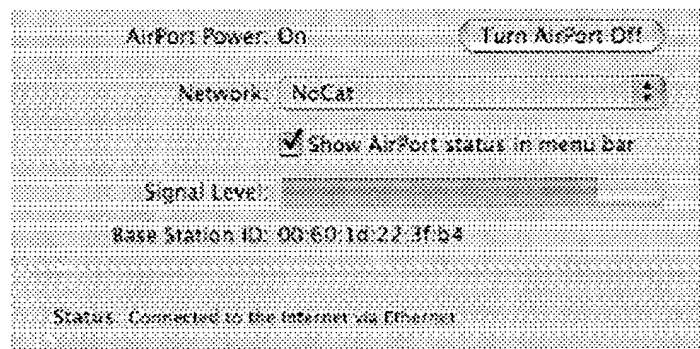 AirPort Power: On Turn AirPort Off
Network: NoCat
Show AirPort status in menu bar
Signal Level:
Base Station ID: 00:60:1d:22:3f:b4
Status: Connected to the Internet via Ethernet